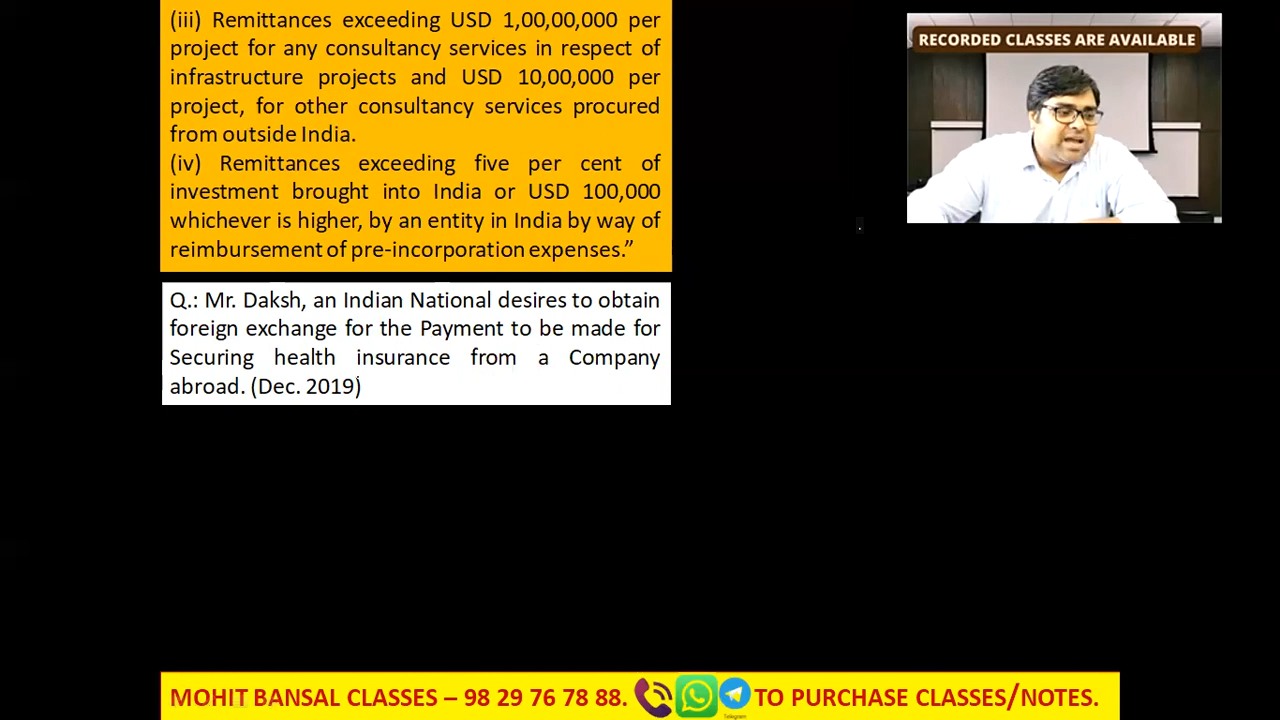 (iii) Remittances exceeding USD 1,00,00,000 per
project for any consultancy services in respect of
infrastructure projects and USD 10,00,000 per
project, for other consultancy services procured
from outside India.
(iv) Remittances exceeding five per cent of
investment brought into India or USD 100,000
whichever is higher, by an entity in India by way of
reimbursement of pre-incorporation expenses.”
RECORDED CLASSES ARE AVAILABLE
Q.: Mr. Daksh, an Indian National desires to obtain
foreign exchange for the Payment to be made for
Securing health insurance from a Company
abroad. (Dec. 2019)
MOHIT BANSAL CLASSES – 98 29 76 78 88. TO PURCHASE CLASSES/NOTES.
Telegram